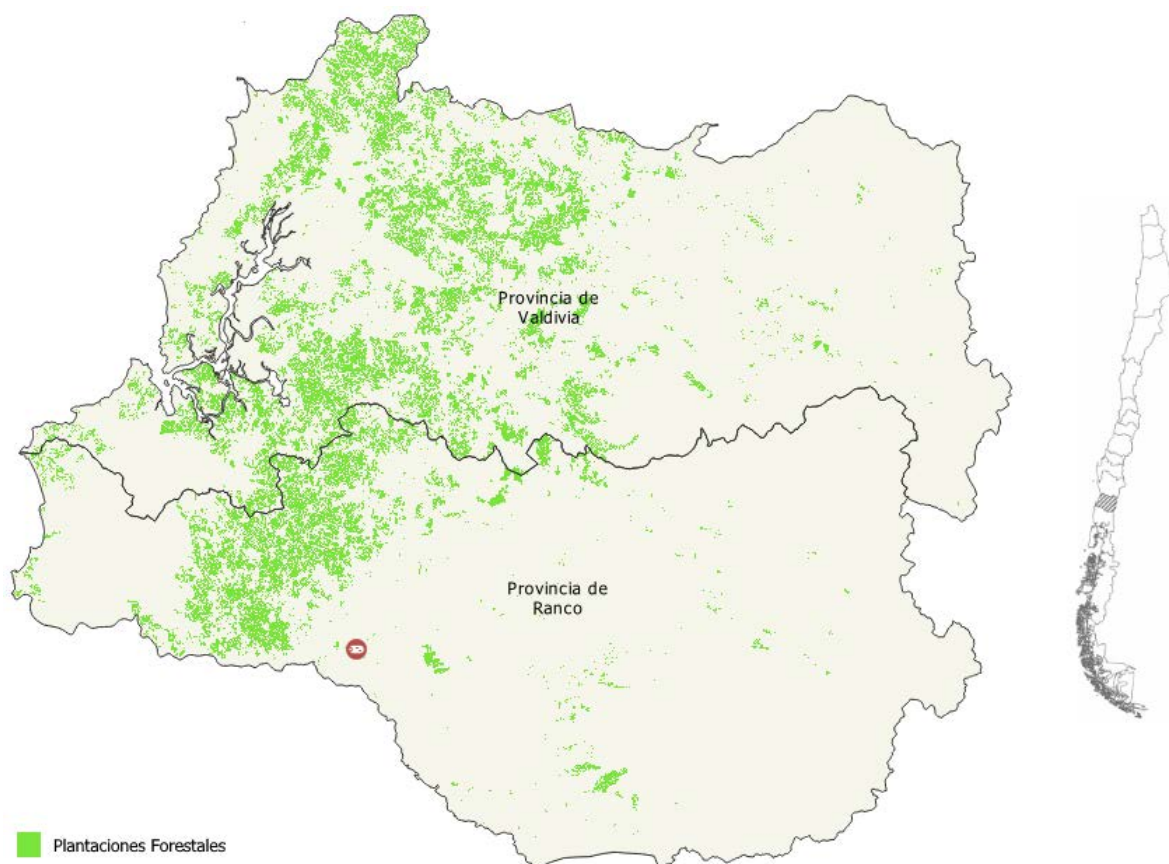 Provincia de
Valdivia
Provincia de
Ranco
Plantaciones Forestales